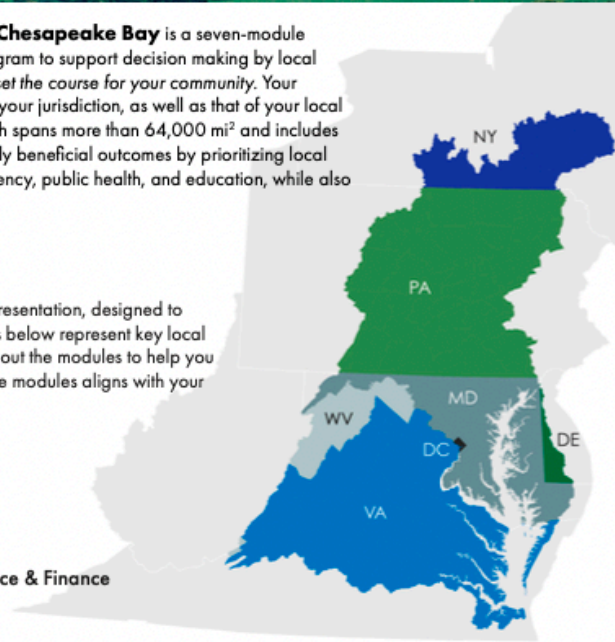 Chesapeake Bay is a seven-module
gram to support decision making by local
set the course for your community. Your
your jurisdiction, as well as that of your local
h spans more than 64,000 mi² and includes
ly beneficial outcomes by prioritizing local
ency, public health, and education, while also
resentation, designed to
s below represent key local
out the modules to help you
e modules aligns with your
ce & Finance
NY
PA
MD
WV
DE
DC
VA